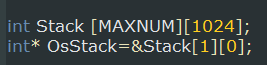 int Stack [MAXNUM][1024];
int* OsStack=&Stack[1][0];